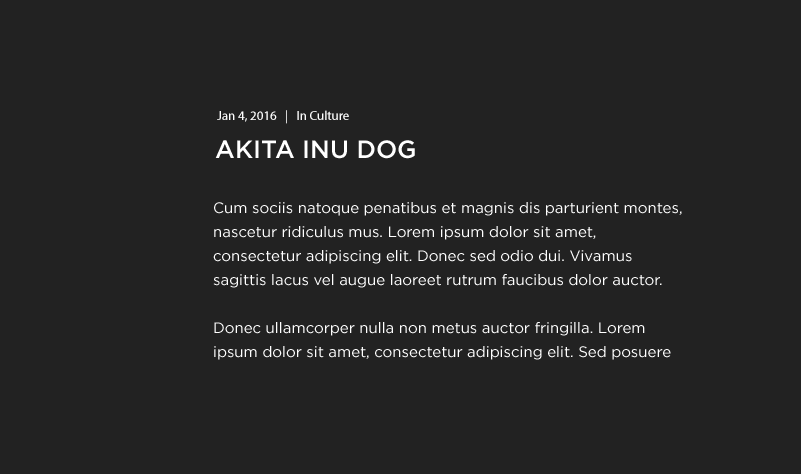 Jan 4, 2016 | In Culture
AKITA INU DOG
Cum sociis natoque penatibus et magnis dis parturient montes,
nascetur ridiculus mus. Lorem ipsum dolor sit amet,
consectetur adipiscing elit. Donec sed odio dui. Vivamus
sagittis lacus vel augue laoreet rutrum faucibus dolor auctor.
Donec ullamcorper nulla non metus auctor fringilla. Lorem
ipsum dolor sit amet, consectetur adipiscing elit. Sed posuere